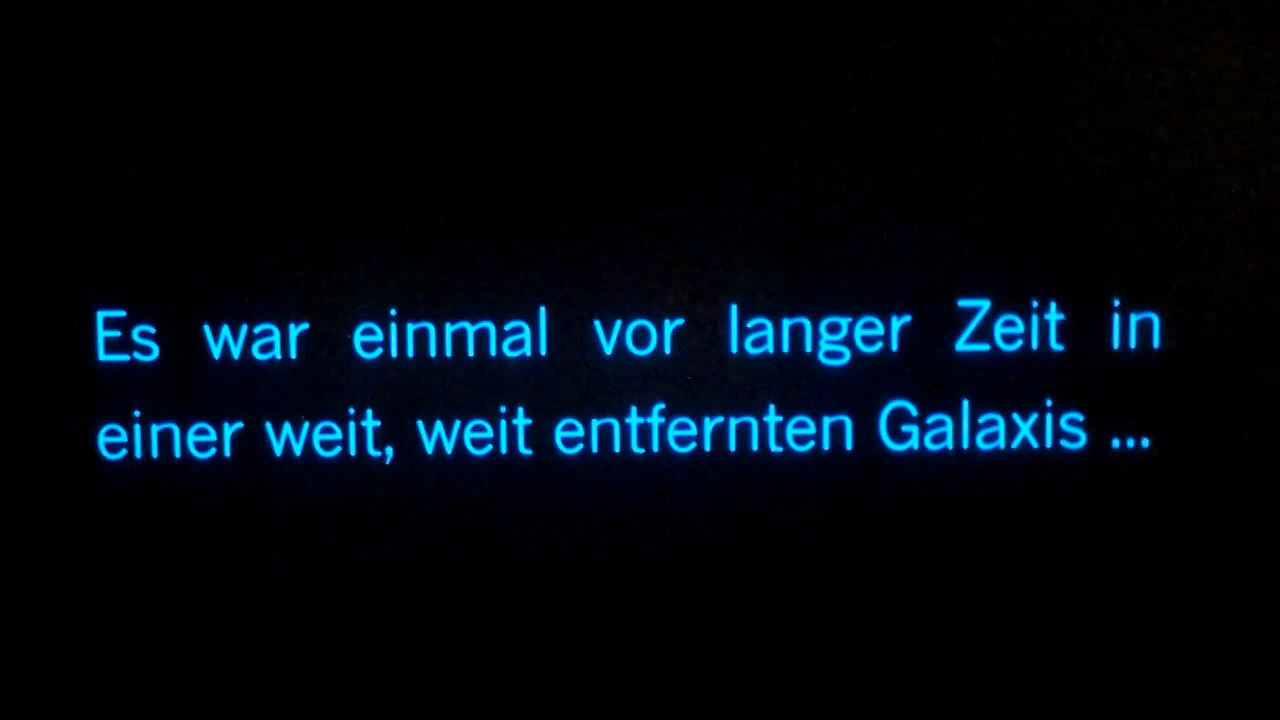 Es war einmal vor langer Zeit in
einer weit, weit entfernten Galaxis ...